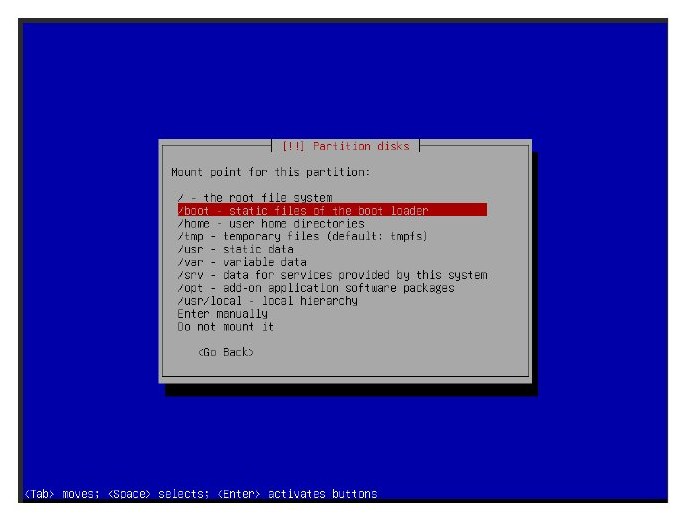 [!!] Partition disks
Mount point for this partition:
/ - the root file system
/boot - static files of the boot loader
/home - user home directories
/tmp - temporary files (default: tmpfs)
/usr - static data
/var - variable data
/srv - data for services provided by this system
/opt - add-on application software packages
/usr/local - local hierarchy
Enter manually
Do not mount it
<Go Back>
<Tab> moves; <Space> selects; <Enter> activates buttons